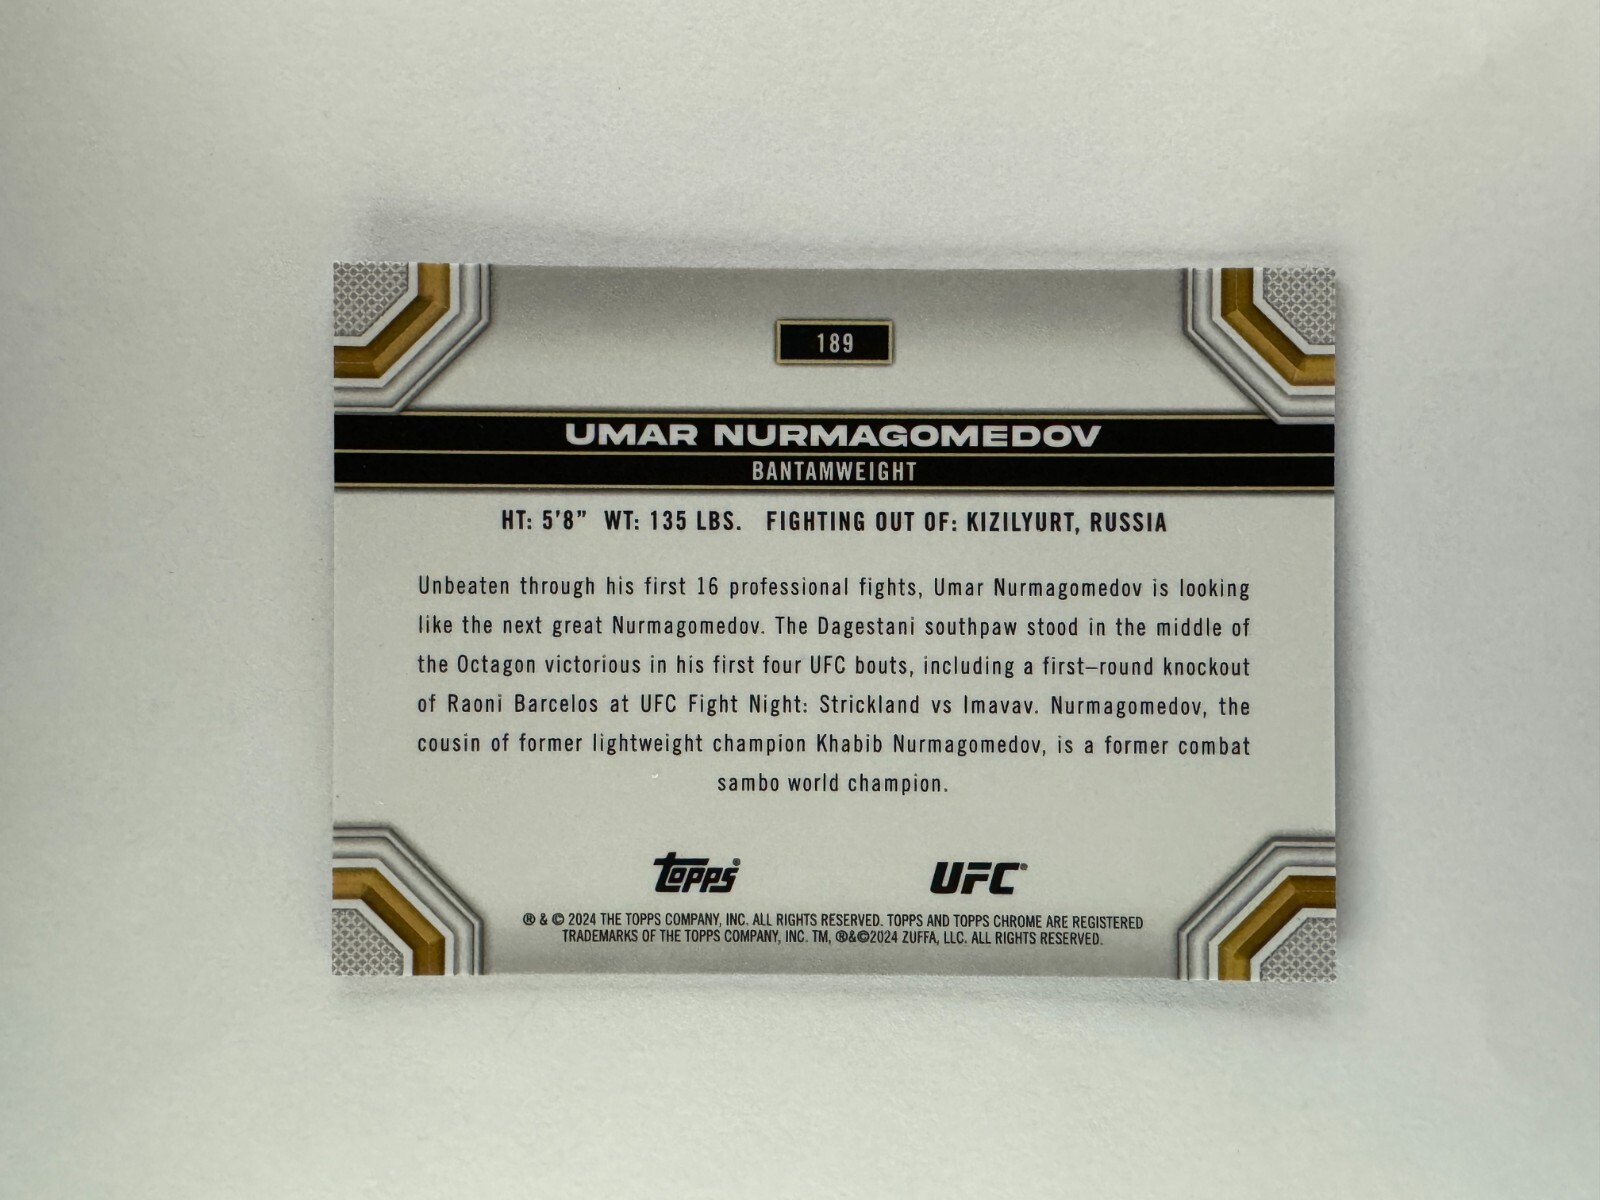 189
UMAR NURMAGOMEDOV
BANTAMWEIGHT
HT: 5'8” WT: 135 LBS. FIGHTING OUT OF: KIZILYURT, RUSSIA
Unbeaten through his first 16 professional fights, Umar Nurmagomedov is looking
like the next great Nurmagomedov. The Dagestani southpaw stood in the middle of
the Octagon victorious in his first four UFC bouts, including a first–round knockout
of Raoni Barcelos at UFC Fight Night: Strickland vs Imavav. Nurmagomedov, the
cousin of former lightweight champion Khabib Nurmagomedov, is a former combat
sambo world champion.
topps® UFC®
® & © 2024 THE TOPPS COMPANY, INC. ALL RIGHTS RESERVED. TOPPS AND TOPPS CHROME ARE REGISTERED
TRADEMARKS OF THE TOPPS COMPANY, INC. TM, ®&©2024 ZUFFA, LLC. ALL RIGHTS RESERVED.